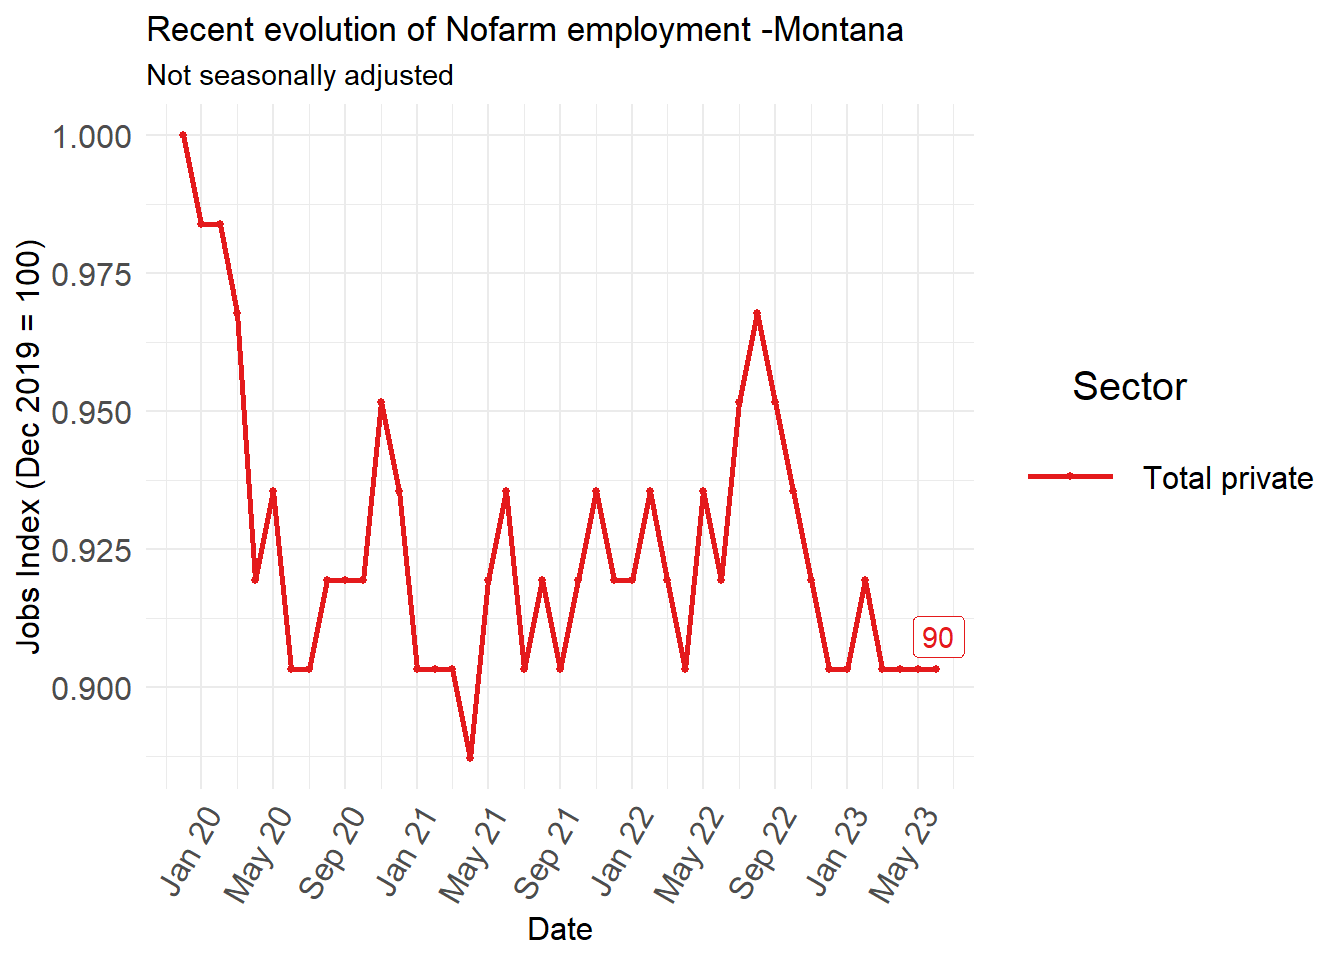 Recent evolution of Nofarm employment -Montana
Not seasonally adjusted
Jobs Index (Dec 2019 = 100)
1.000
0.975
0.950
0.925
0.900
90
Jan 20
May 20
Sep 20
Jan 21
May 21
Sep 21
Jan 22
May 22
Sep 22
Jan 23
May 23
Date
Sector
Total private